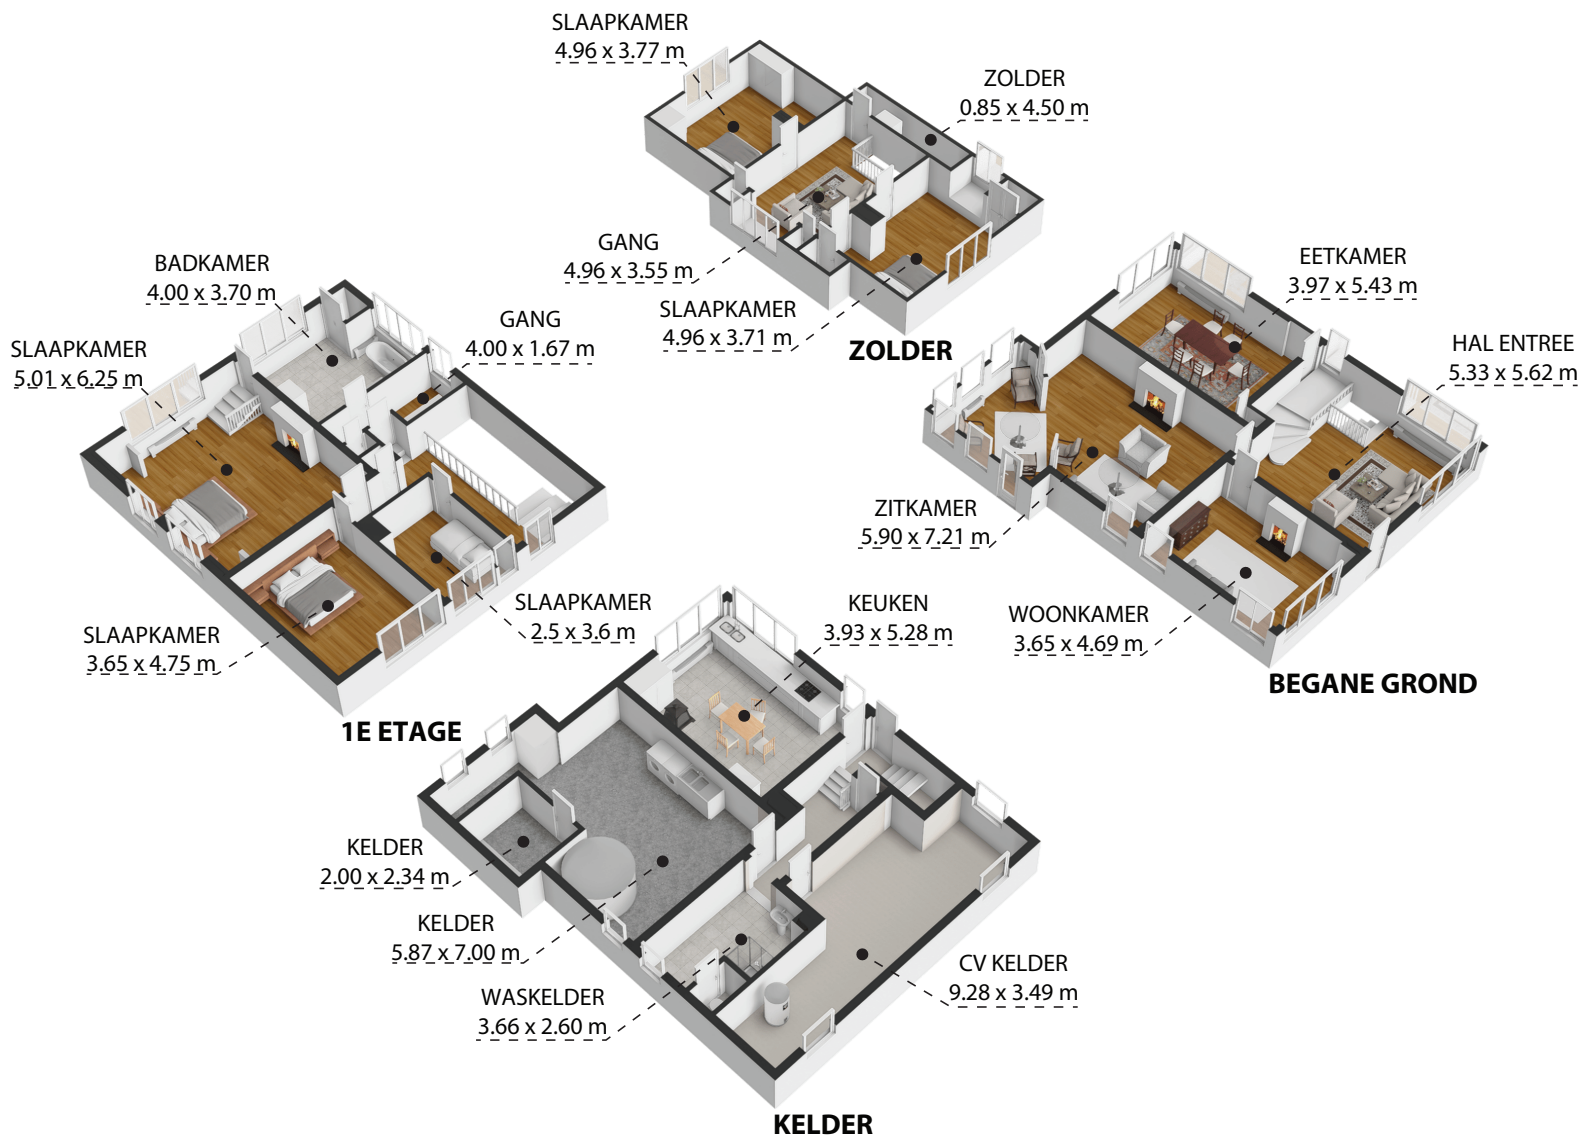 SLAAPKAMER
4.96 x 3.77 m
ZOLDER
0.85 x 4.50 m
GANG
4.96 x 3.55 m
SLAAPKAMER
4.96 x 3.71 m
ZOLDER
BADKAMER
4.00 x 3.70 m
GANG
4.00 x 1.67 m
SLAAPKAMER
5.01 x 6.25 m
SLAAPKAMER
2.5 x 3.6 m
SLAAPKAMER
3.65 x 4.75 m
1E ETAGE
EETKAMER
3.97 x 5.43 m
HAL ENTREE
5.33 x 5.62 m
ZITKAMER
5.90 x 7.21 m
WOONKAMER
3.65 x 4.69 m
BEGANE GROND
KEUKEN
3.93 x 5.28 m
KELDER
2.00 x 2.34 m
KELDER
5.87 x 7.00 m
WASKELDER
3.66 x 2.60 m
CV KELDER
9.28 x 3.49 m
KELDER